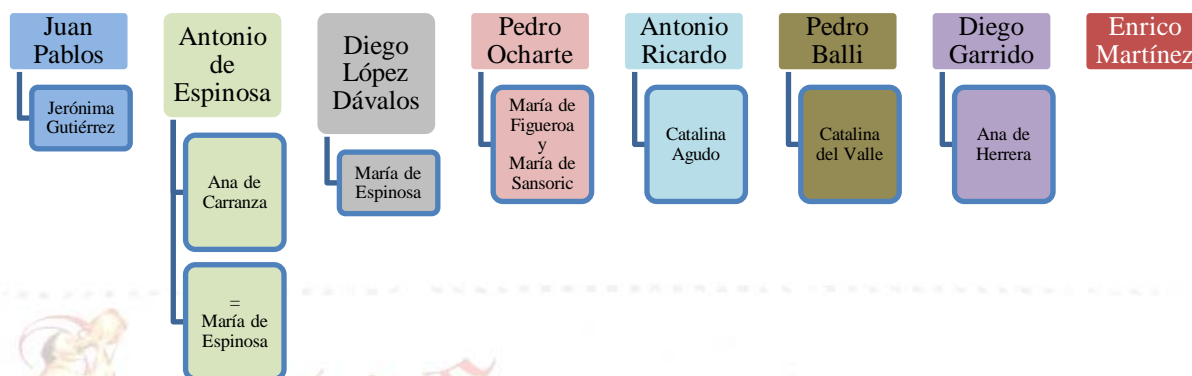 Juan
Pablos
Jerónima
Gutiérrez
Antonio
de
Espinosa
Ana de
Carranza
=
María de
Espinosa
Diego
López
Dávalos
María de
Espinosa
Pedro
Ocharte
María de
Figueroa
y
María de
Sansoric
Antonio
Ricardo
Catalina
Agudo
Pedro
Balli
Catalina
del Valle
Diego
Garrido
Ana de
Herrera
Enrico
Martínez